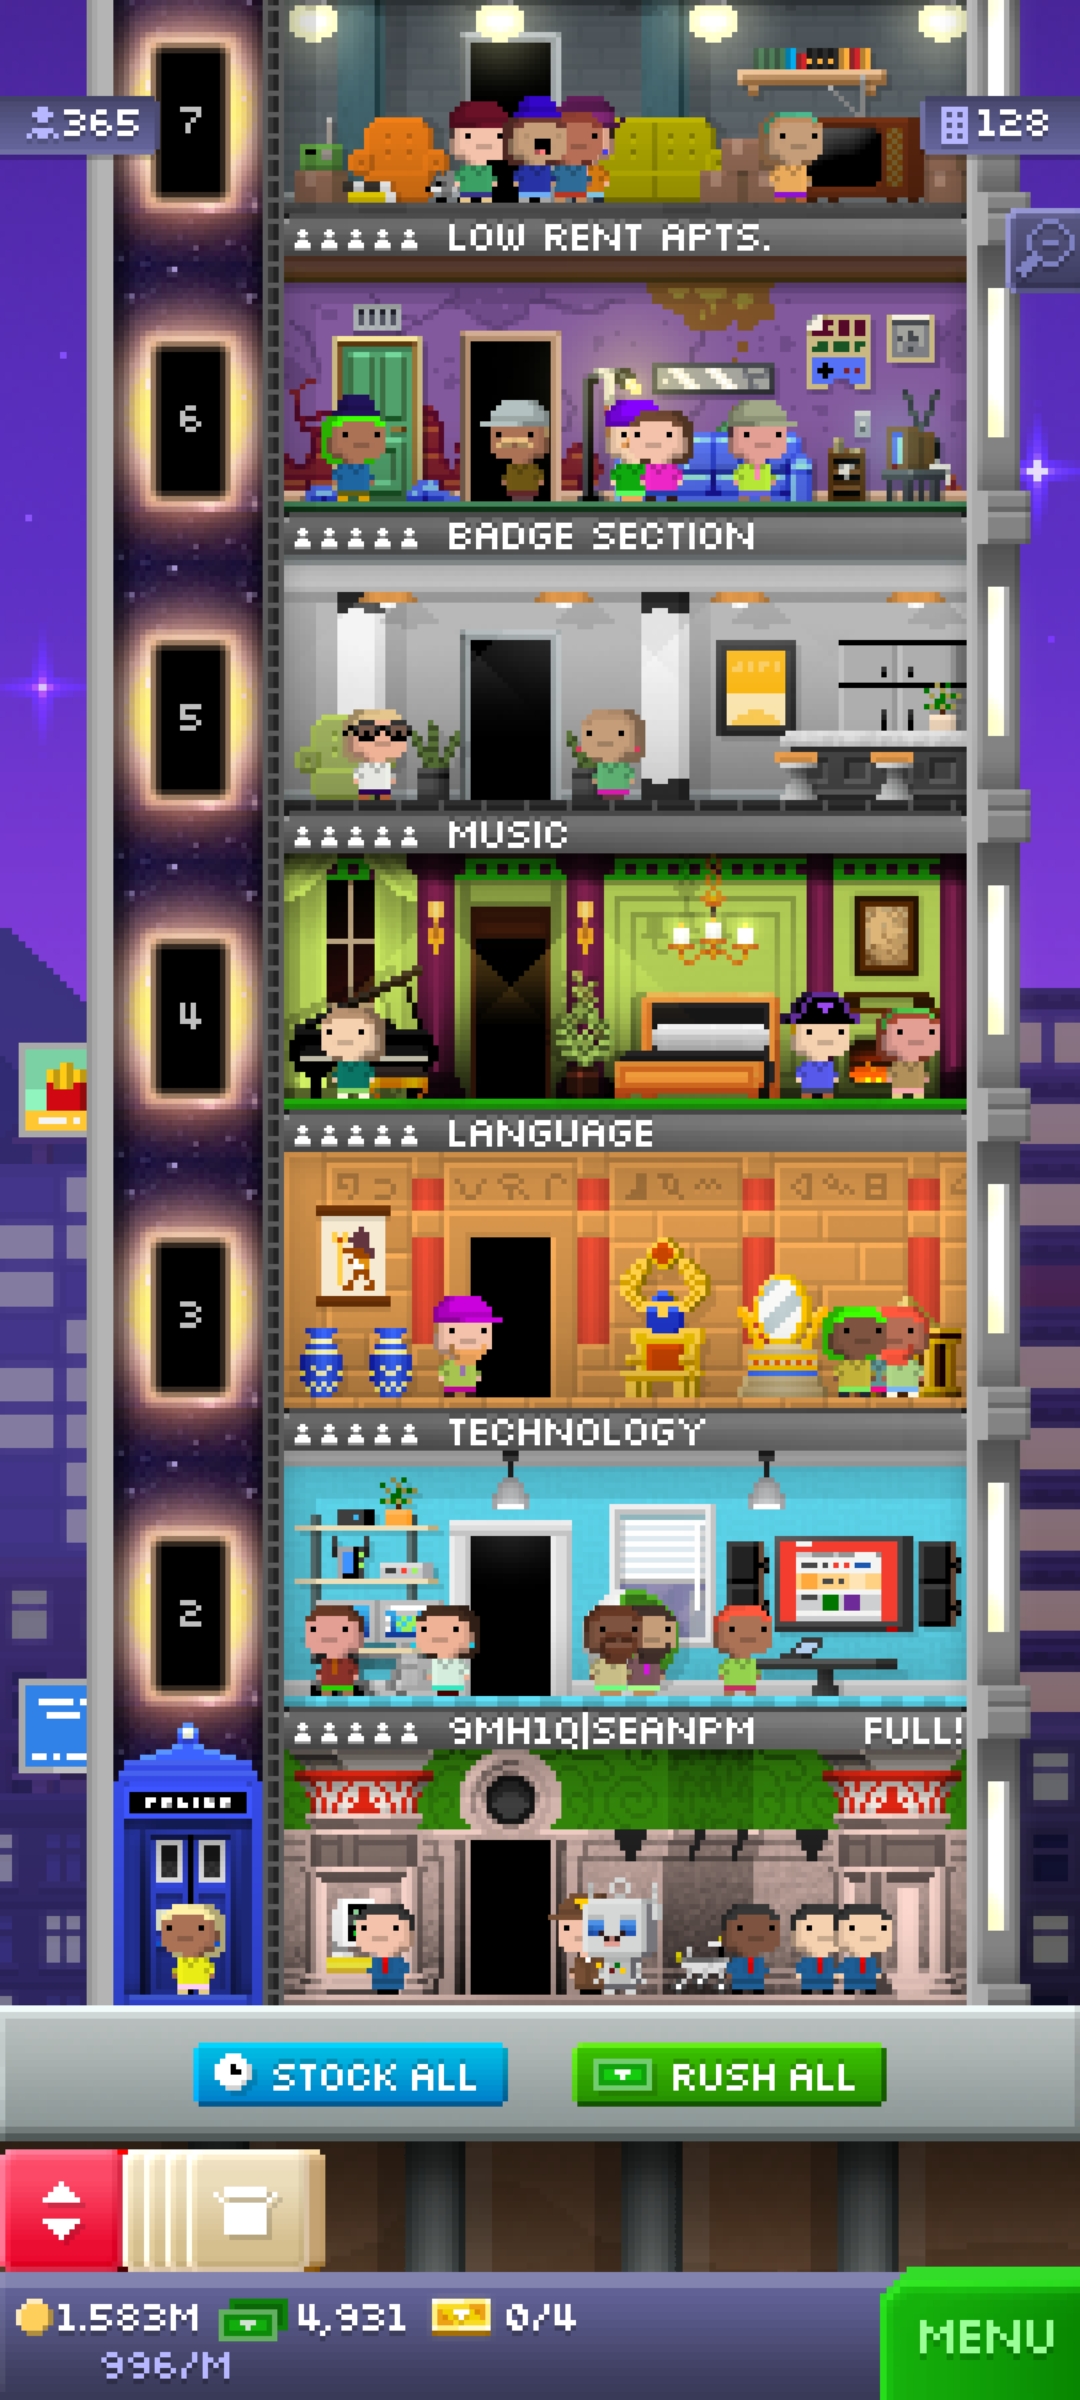 7
365
128
LOW RENT APTS.
6
BADGE SECTION
5
MUSIC
4
LANGUAGE
3
TECHNOLOGY
2
9MH1Q|SEANPM FULL!
POLICE
STOCK ALL
RUSH ALL
1.583M 4,931 0/4
996/M
MENU